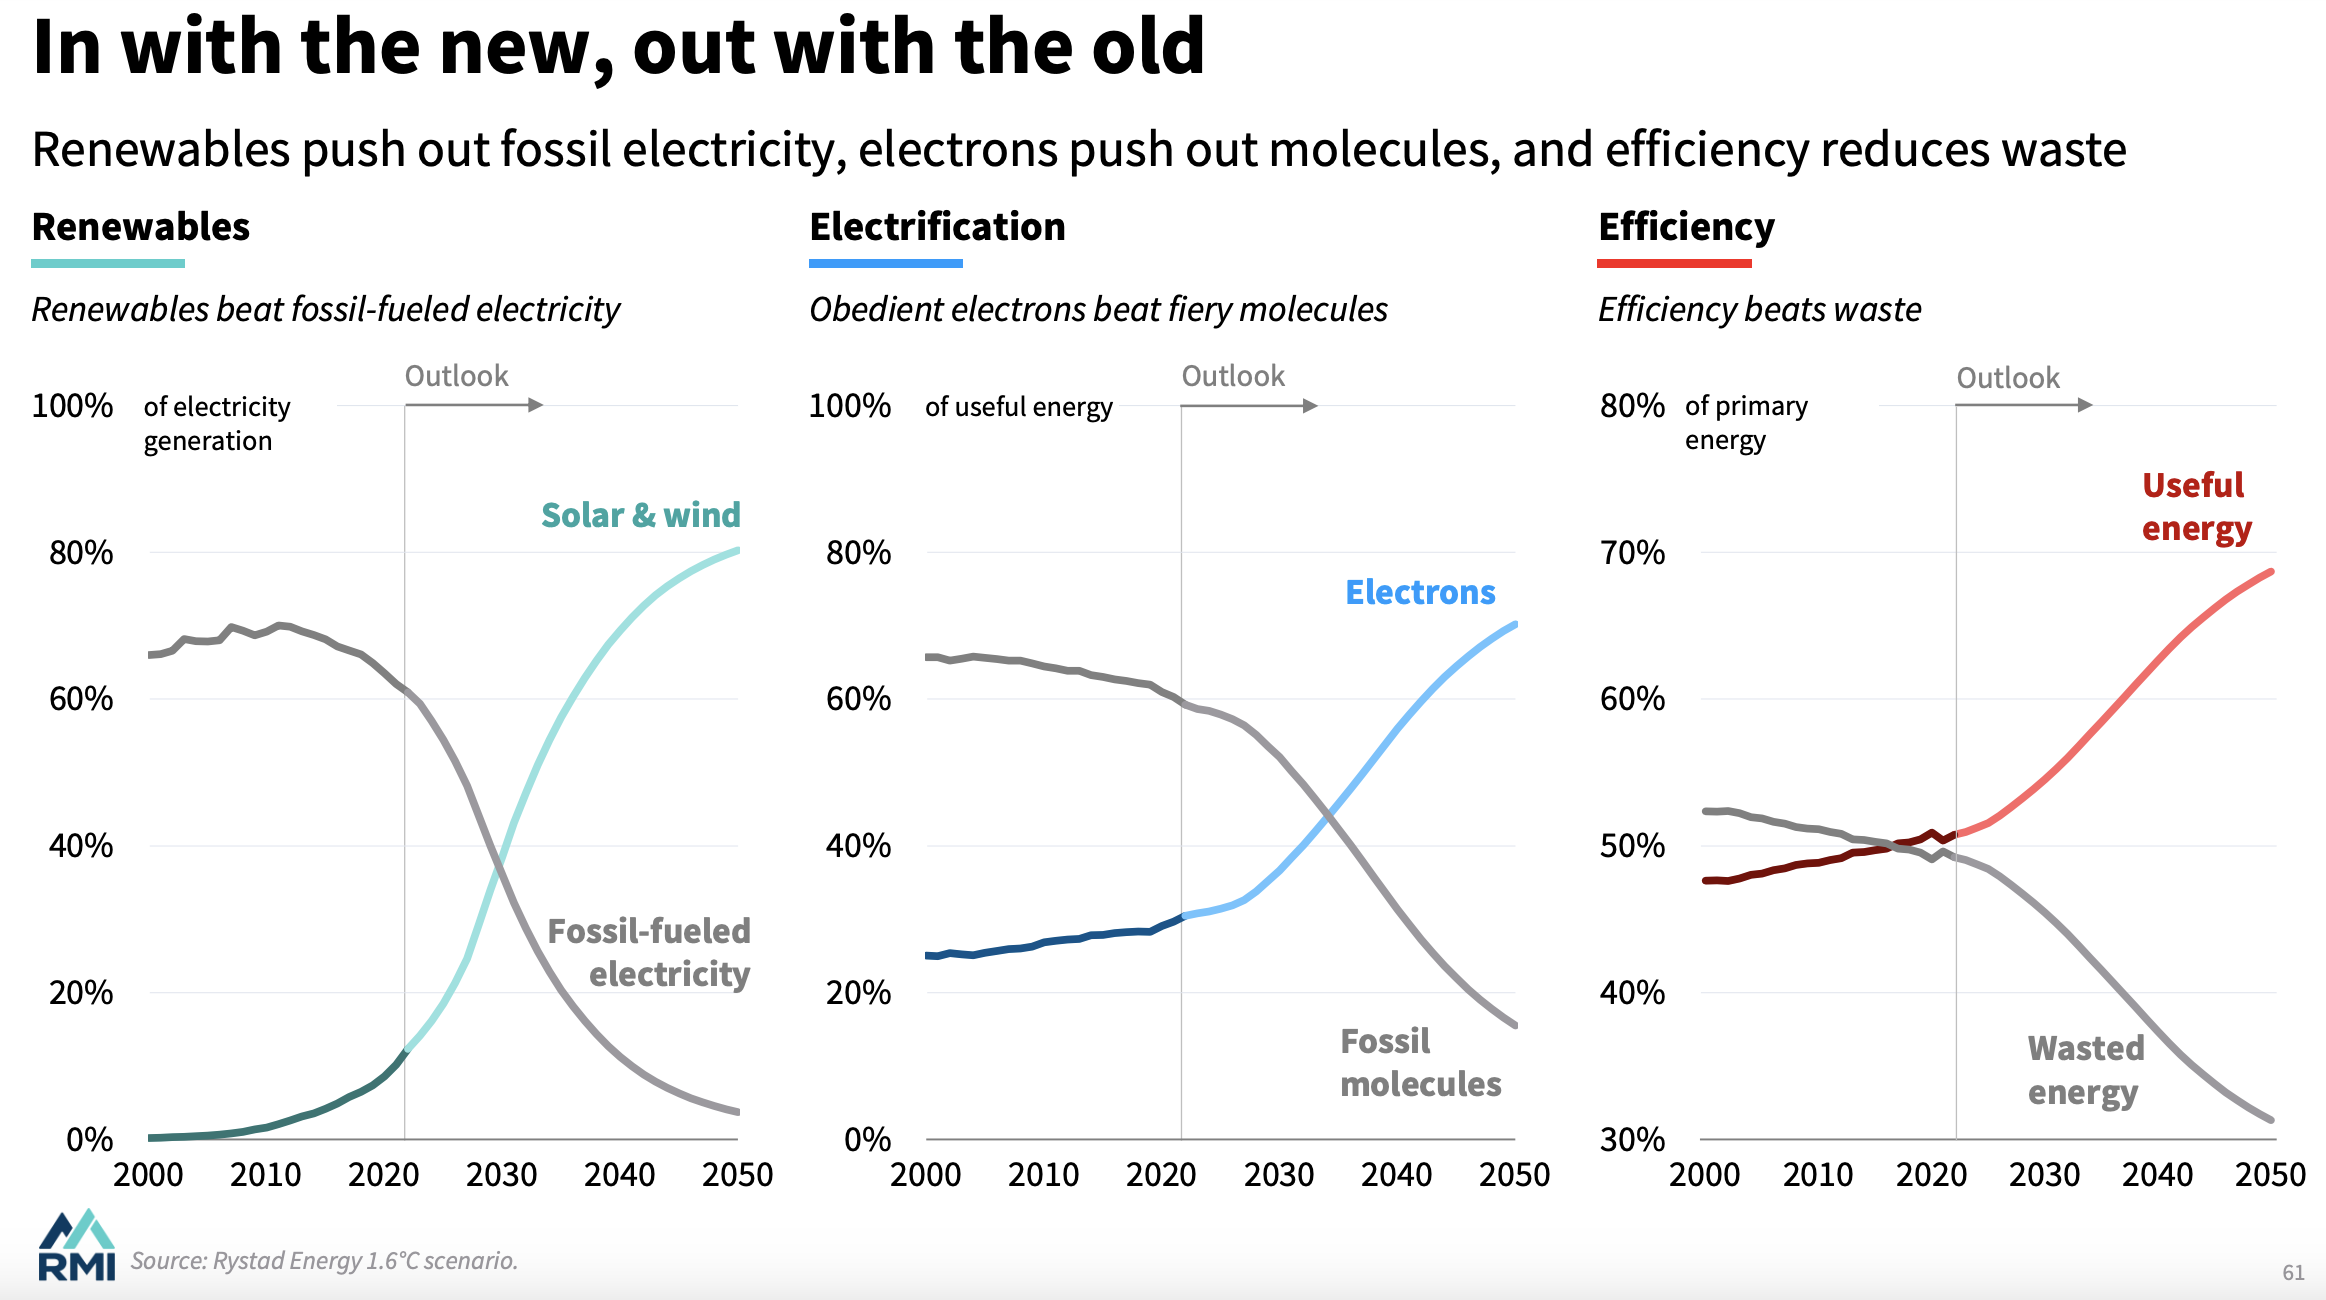 In with the new, out with the old
Renewables push out fossil electricity, electrons push out molecules, and efficiency reduces waste
Renewables
Renewables beat fossil-fueled electricity
Outlook
100%
of electricity
generation
Solar & wind
80%
60%
40%
Fossil-fueled
electricity
20%
0%
2000 2010 2020 2030 2040 2050
Electrification
Obedient electrons beat fiery molecules
Outlook
100%
of useful energy
80%
Electrons
60%
40%
20%
Fossil
molecules
0%
2000 2010 2020 2030 2040 2050
Efficiency
Efficiency beats waste
Outlook
80%
of primary
energy
Useful
energy
70%
60%
50%
40%
Wasted
energy
30%
2000 2010 2020 2030 2040 2050
RMI
Source: Rystad Energy 1.6°C scenario.
61